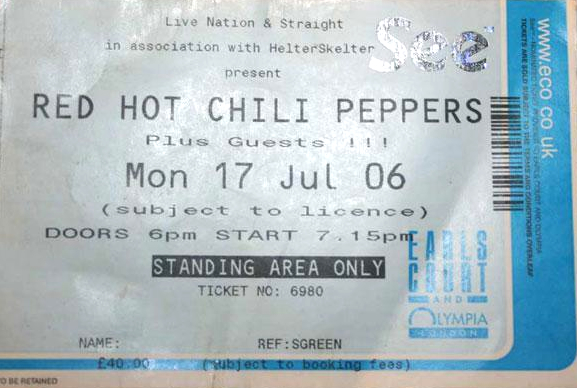 Live Nation & Straight
in association with HelterSkelter
present
See
RED HOT CHILI PEPPERS
Plus Guests !!!
Mon 17 Jul 06
(subject to licence)
DOORS 6pm START 7.15pm
STANDING AREA ONLY
TICKET NO: 6980
NAME:
REF:SGREEN
£40.00 (subject to booking fees)
TO BE RETAINED
EARLS
COURT
AND
OLYMPIA
LONDON
www.eco.co.uk
TICKETS ARE SOLD SUBJECT TO THE TERMS AND CONDITIONS OVERLEAF